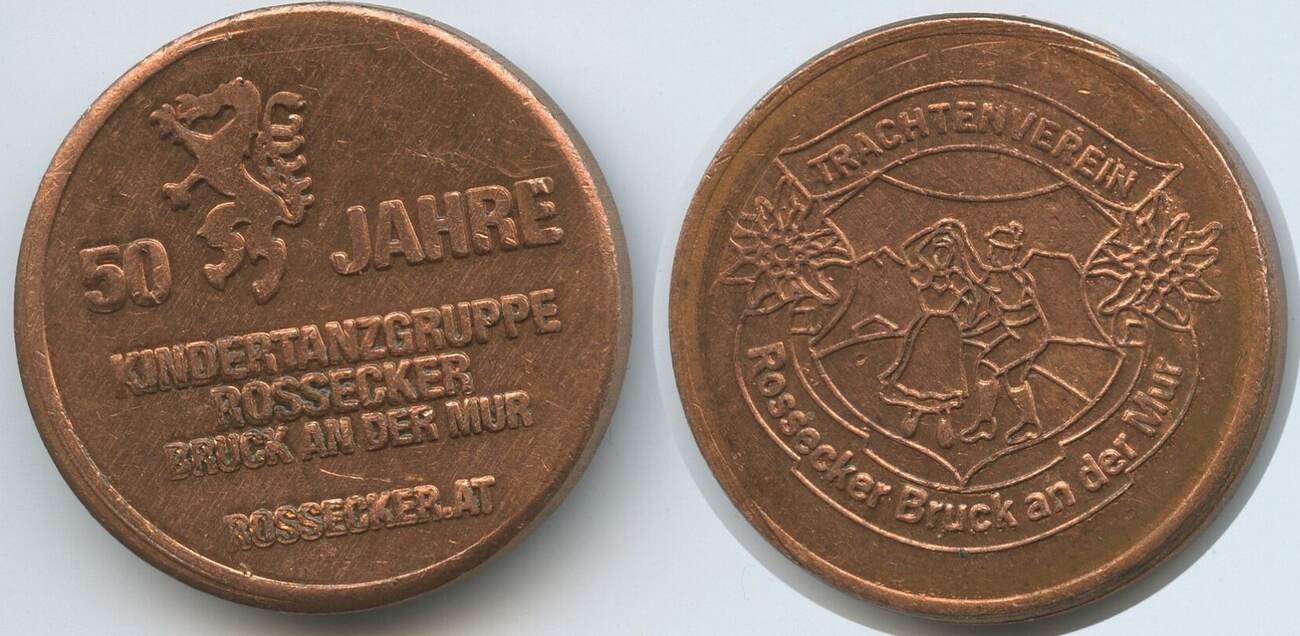 50 JAHRE
KINDERTANZGRUPPE
ROSSECKER
BRUCK AN DER MUR
ROSSECKER.AT
TRACHTENVEREIN
Rossecker Bruck an der Mur